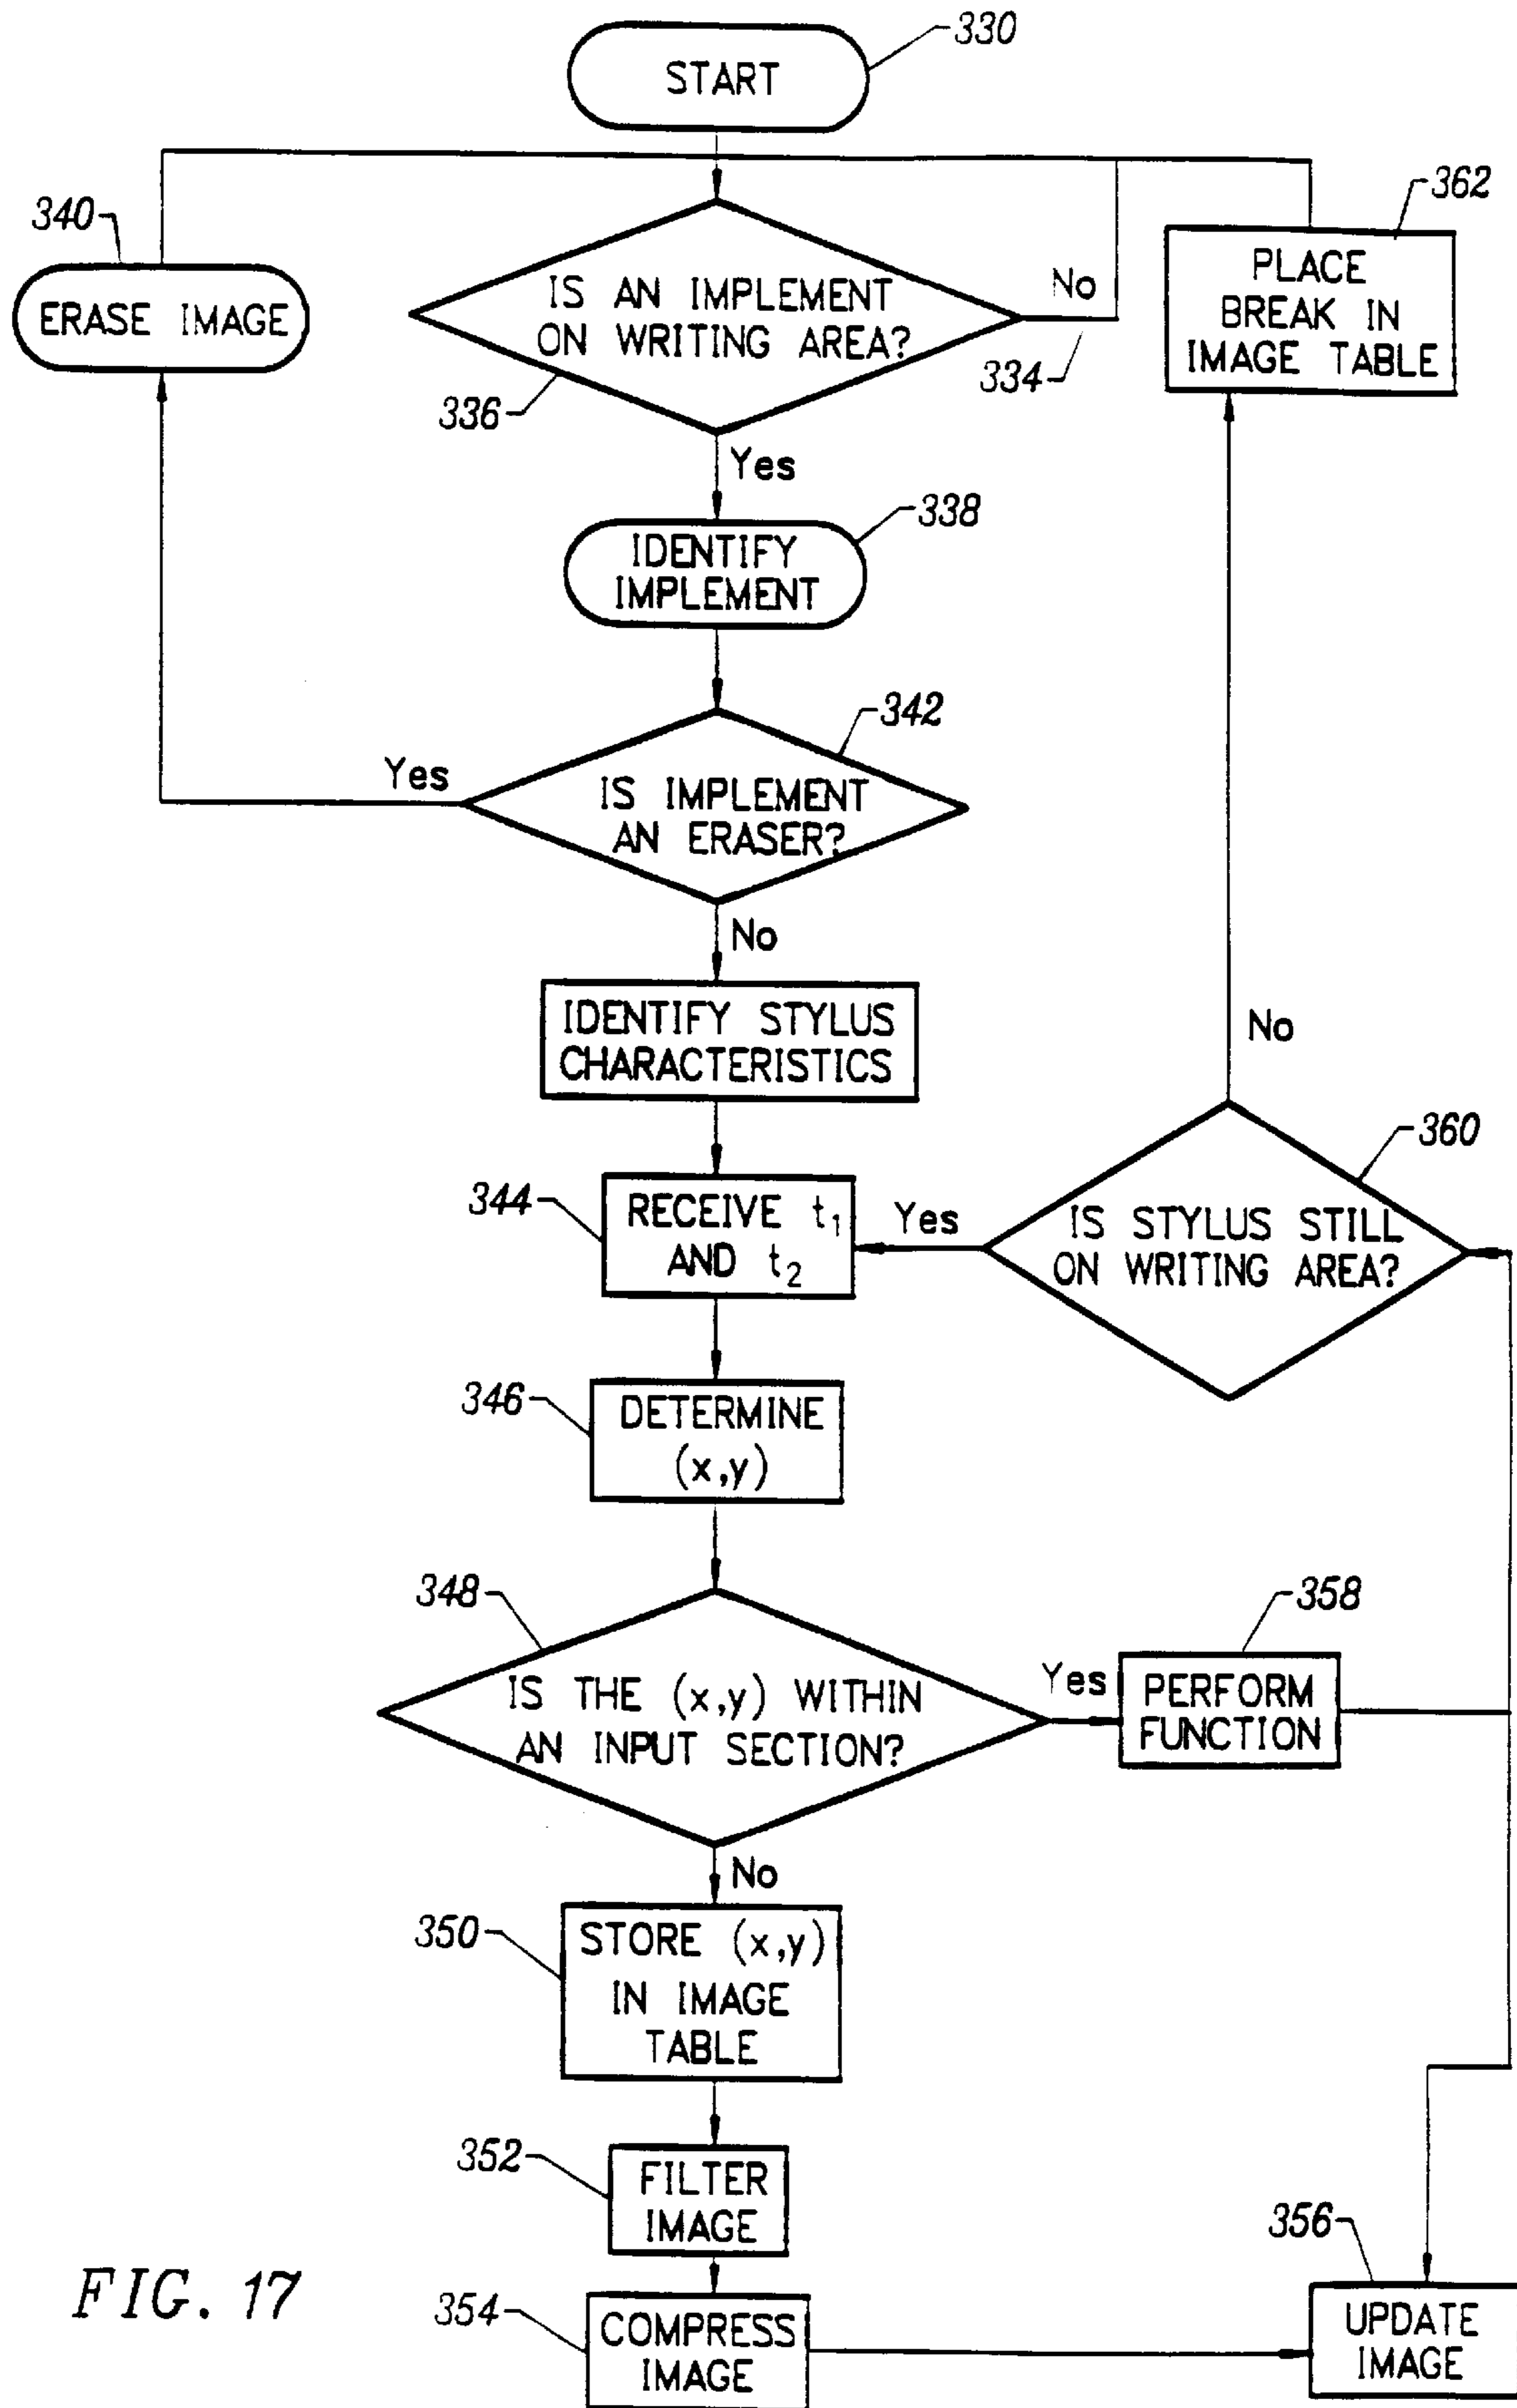 330
START
340
362
ERASE IMAGE
IS AN IMPLEMENT
ON WRITING AREA?
No
334
PLACE
BREAK IN
IMAGE TABLE
336
Yes
338
IDENTIFY
IMPLEMENT
342
Yes
IS IMPLEMENT
AN ERASER?
No
IDENTIFY STYLUS
CHARACTERISTICS
No
360
344
RECEIVE t₁
AND t₂
Yes
IS STYLUS STILL
ON WRITING AREA?
346
DETERMINE
(x,y)
348
358
IS THE (x,y) WITHIN
AN INPUT SECTION?
Yes
PERFORM
FUNCTION
No
350
STORE (x,y)
IN IMAGE
TABLE
352
FILTER
IMAGE
356
FIG. 17
354
COMPRESS
IMAGE
UPDATE
IMAGE